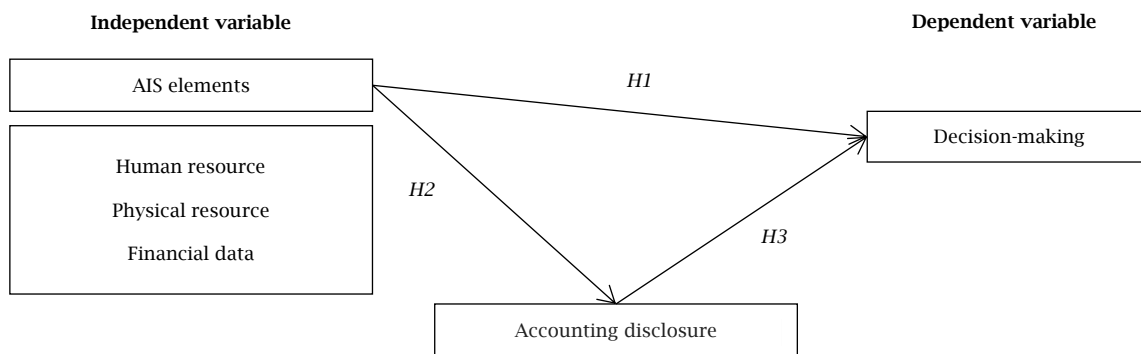 Independent variable
Dependent variable
AIS elements
H1
Decision-making
Human resource
H2
Physical resource
H3
Financial data
Accounting disclosure